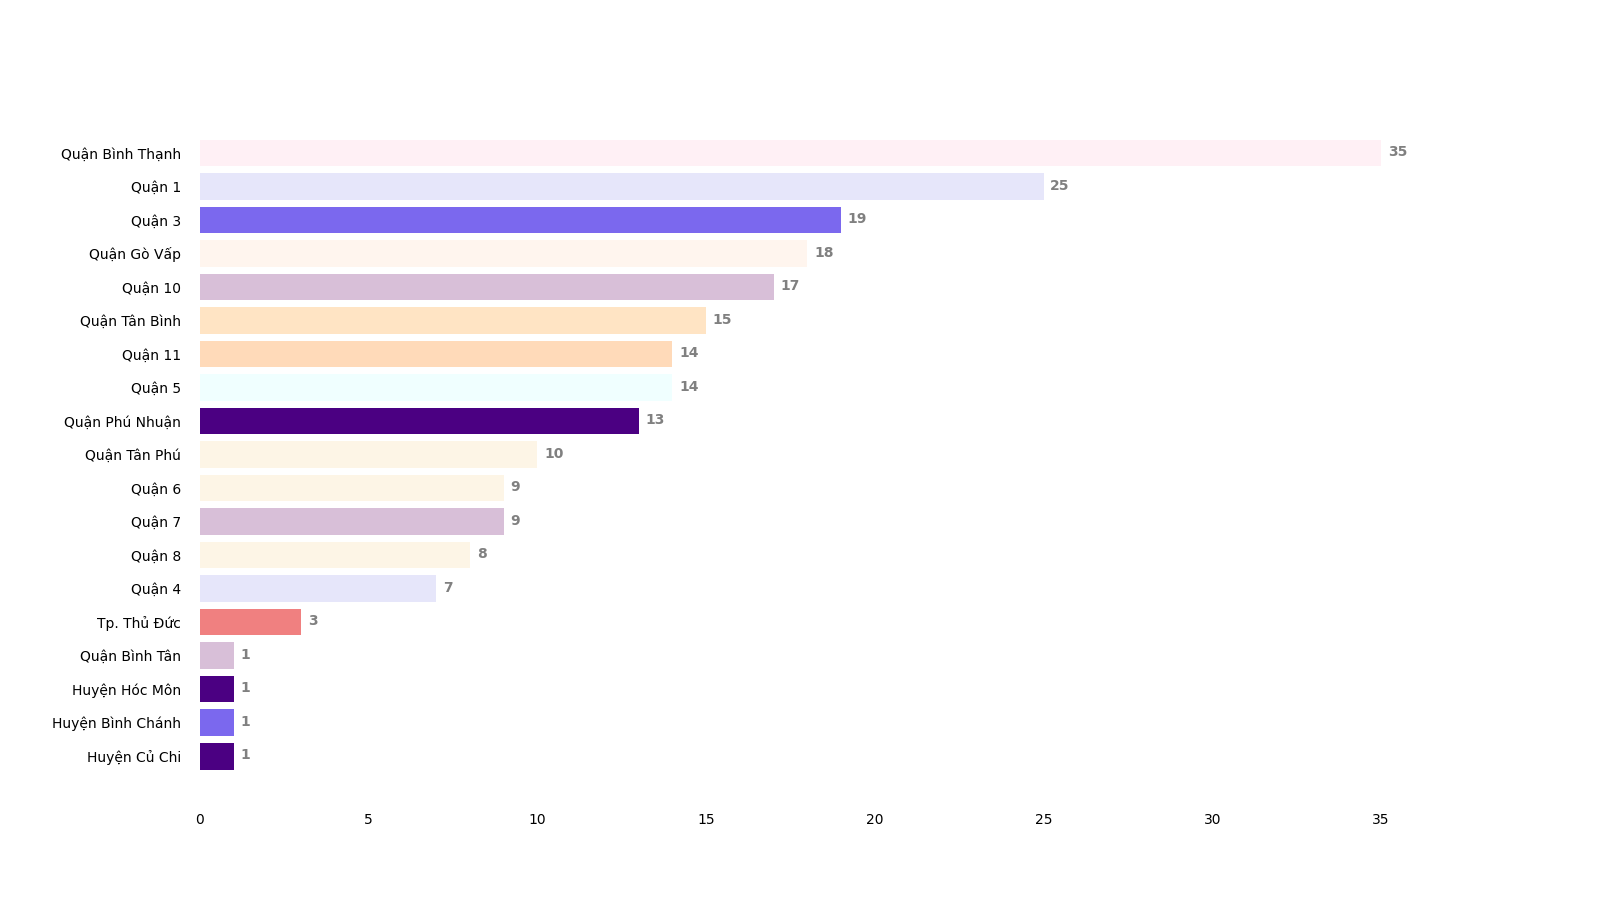 Quận Bình Thạnh 35
Quận 1 25
Quận 3 19
Quận Gò Vấp 18
Quận 10 17
Quận Tân Bình 15
Quận 11 14
Quận 5 14
Quận Phú Nhuận 13
Quận Tân Phú 10
Quận 6 9
Quận 7 9
Quận 8 8
Quận 4 7
Tp. Thủ Đức 3
Quận Bình Tân 1
Huyện Hóc Môn 1
Huyện Bình Chánh 1
Huyện Củ Chi 1
0 5 10 15 20 25 30 35